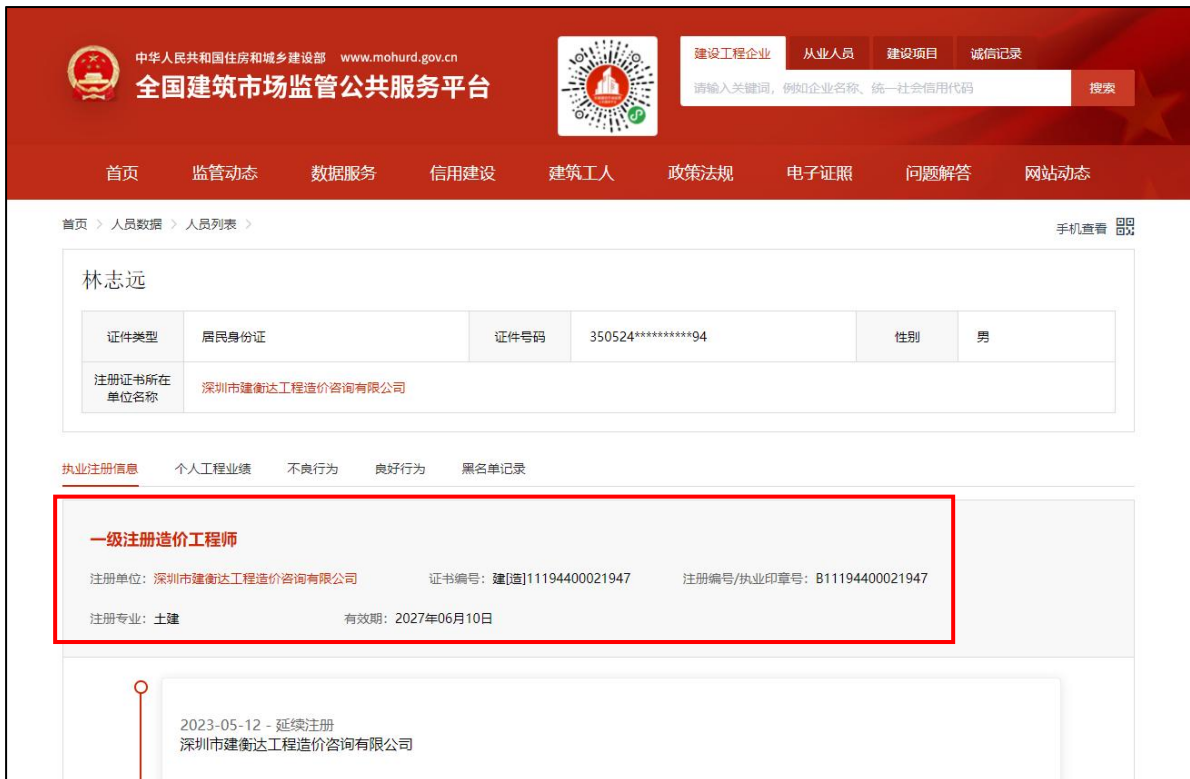 中华人民共和国住房和城乡建设部 www.mohurd.gov.cn
全国建筑市场监管公共服务平台
建设工程企业 从业人员 建设项目 诚信记录
请输入关键词，例如企业名称、统一社会信用代码 搜索
首页 监管动态 数据服务 信用建设 建筑工人 政策法规 电子证照 问题解答 网站动态
首页 > 人员数据 > 人员列表 >
手机查看
林志远
证件类型 居民身份证 证件号码 350524**********94 性别 男
注册证书所在
单位名称
深圳市建衡达工程造价咨询有限公司
执业注册信息 个人工程业绩 不良行为 良好行为 黑名单记录
一级注册造价工程师
注册单位：深圳市建衡达工程造价咨询有限公司 证书编号：建[造]11194400021947 注册编号/执业印章号：B11194400021947
注册专业：土建 有效期：2027年06月10日
2023-05-12 - 延续注册
深圳市建衡达工程造价咨询有限公司